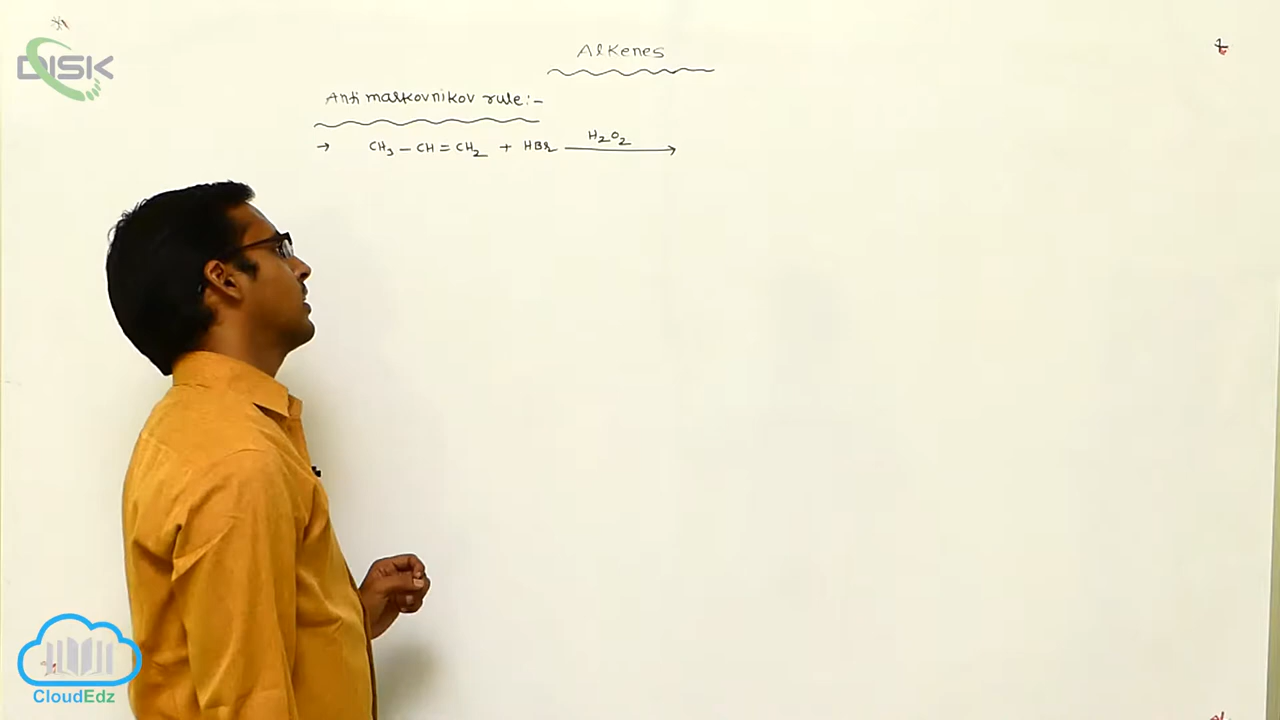 DISK
Alkenes
Anti markovnikov rule:-
→ CH₃ – CH = CH₂ + HBr H₂O₂ →
CloudEdz